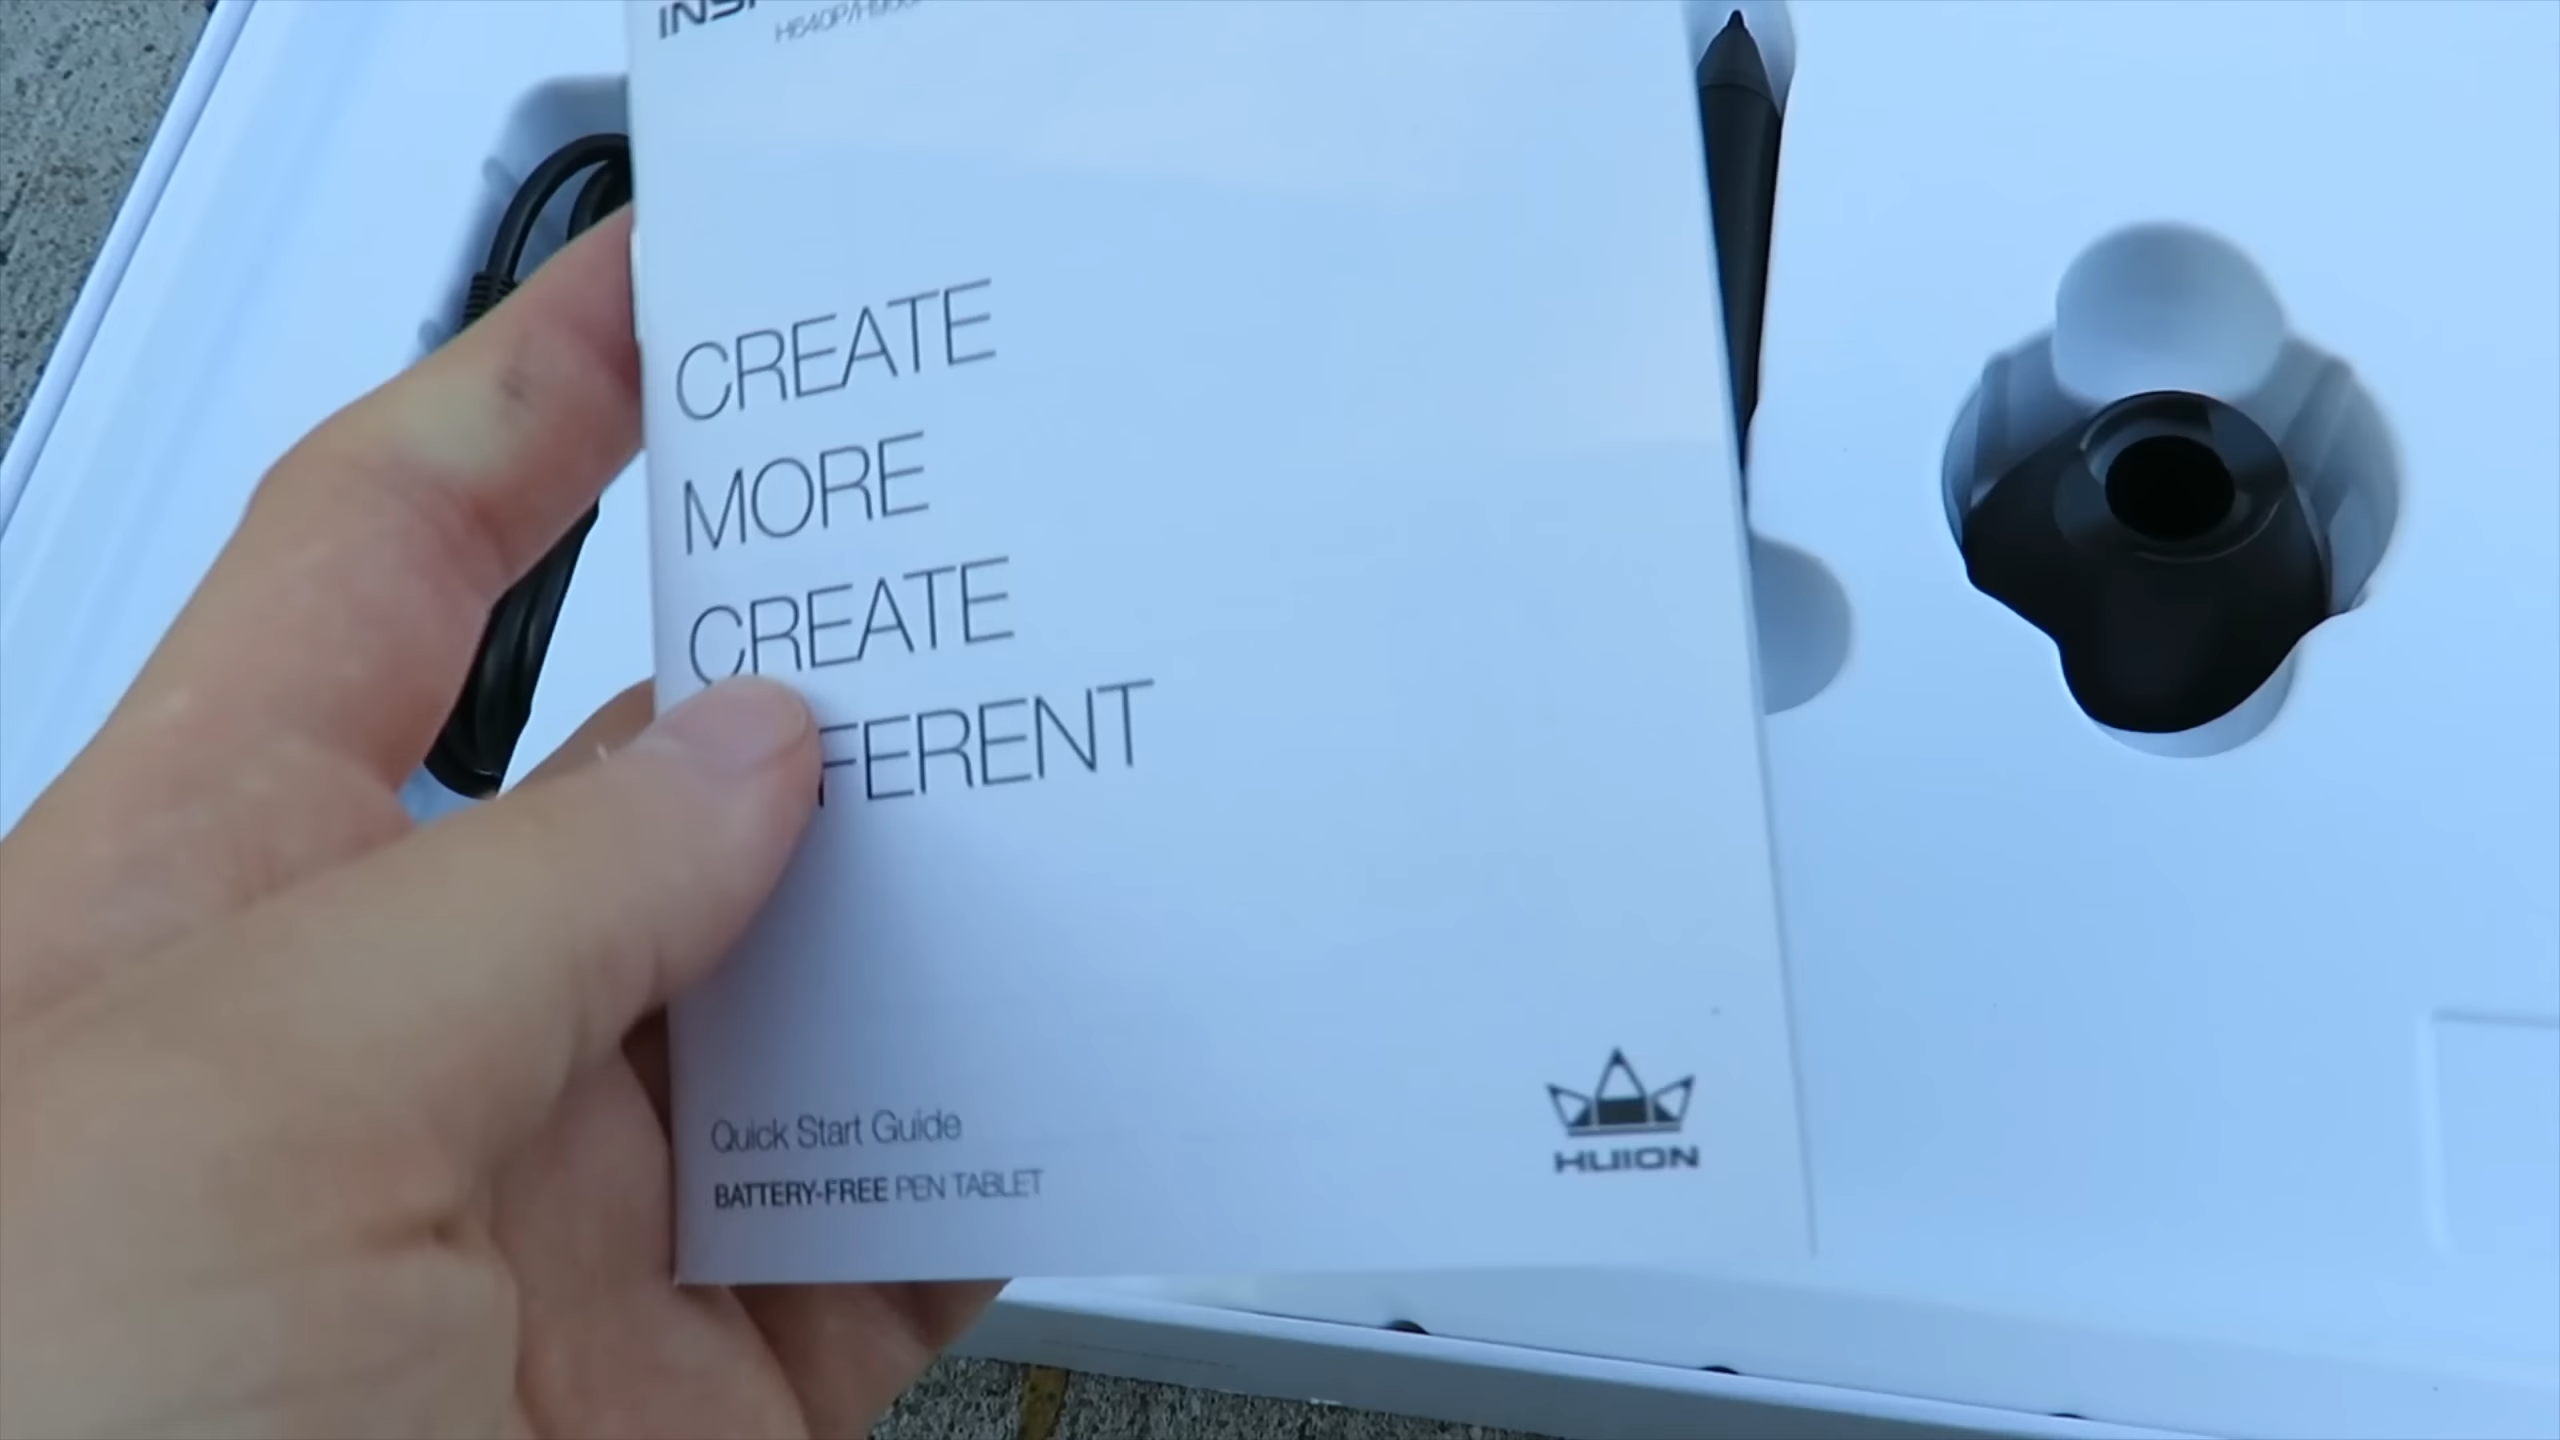 CREATE
MORE
CREATE
FERENT
Quick Start Guide
BATTERY-FREE PEN TABLET
HUION